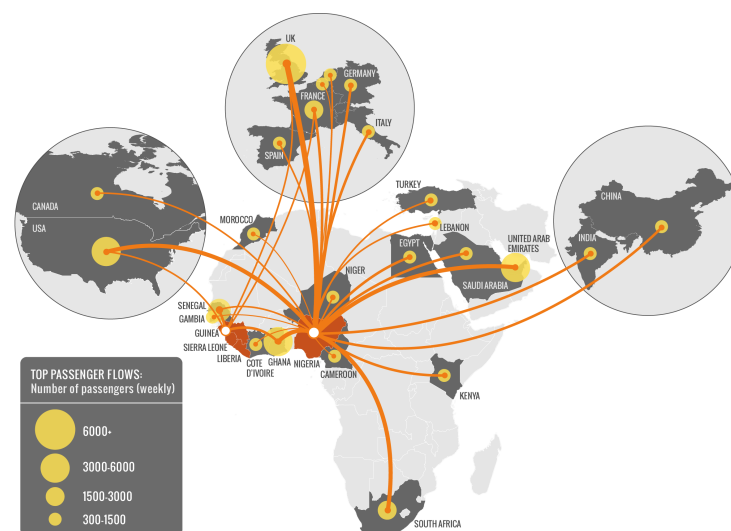 UK
GERMANY
FRANCE
ITALY
SPAIN
CANADA
USA
CHINA
INDIA
TURKEY
LEBANON
MOROCCO
EGYPT
UNITED ARAB
EMIRATES
SAUDI ARABIA
NIGER
SENEGAL
GAMBIA
GUINEA
SIERRA LEONE
LIBERIA
COTE
D'IVOIRE
GHANA
NIGERIA
CAMEROON
KENYA
SOUTH AFRICA
TOP PASSENGER FLOWS:
Number of passengers (weekly)
6000+
3000-6000
1500-3000
300-1500